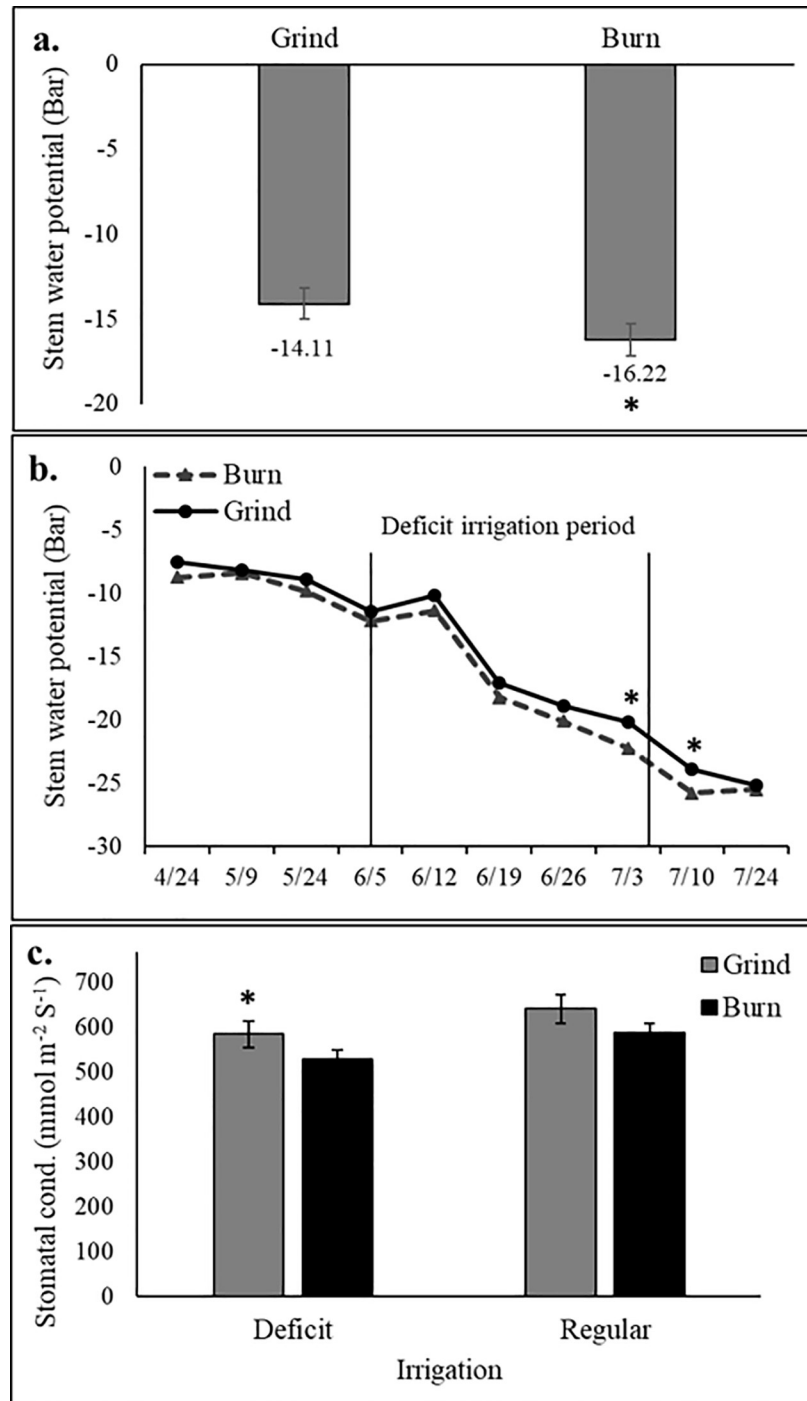 a.
Grind Burn
Stem water potential (Bar)
0
-5
-10
-15
-20
-14.11
-16.22
*
b.
Burn
Grind
Deficit irrigation period
Stem water potential (Bar)
0
-5
-10
-15
-20
-25
-30
*
*
4/24 5/9 5/24 6/5 6/12 6/19 6/26 7/3 7/10 7/24
c.
Grind
Burn
Stomatal cond. (mmol m⁻² S⁻¹)
700
600
500
400
300
200
100
0
*
Deficit Regular
Irrigation